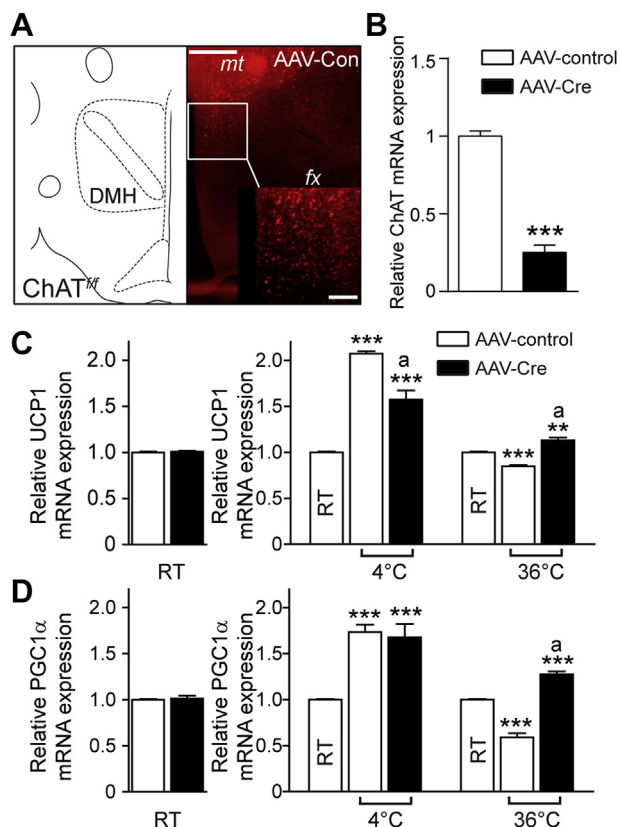 A
AAV-Con
mt
fx
DMH
ChATf/f
B
AAV-control
AAV-Cre
Relative ChAT mRNA expression
1.5
1
0.5
0
***
C
AAV-control
AAV-Cre
Relative UCP1
mRNA expression
2.0
1.5
1.0
0.5
0
RT
Relative UCP1
mRNA expression
2.0
1.5
1.0
0.5
0
RT
***
a
***
4°C
RT
***
a
**
36°C
D
Relative PGC1α
mRNA expression
2.0
1.5
1.0
0.5
0
RT
Relative PGC1α
mRNA expression
2.0
1.5
1.0
0.5
0
RT
***
***
4°C
RT
***
a
***
36°C